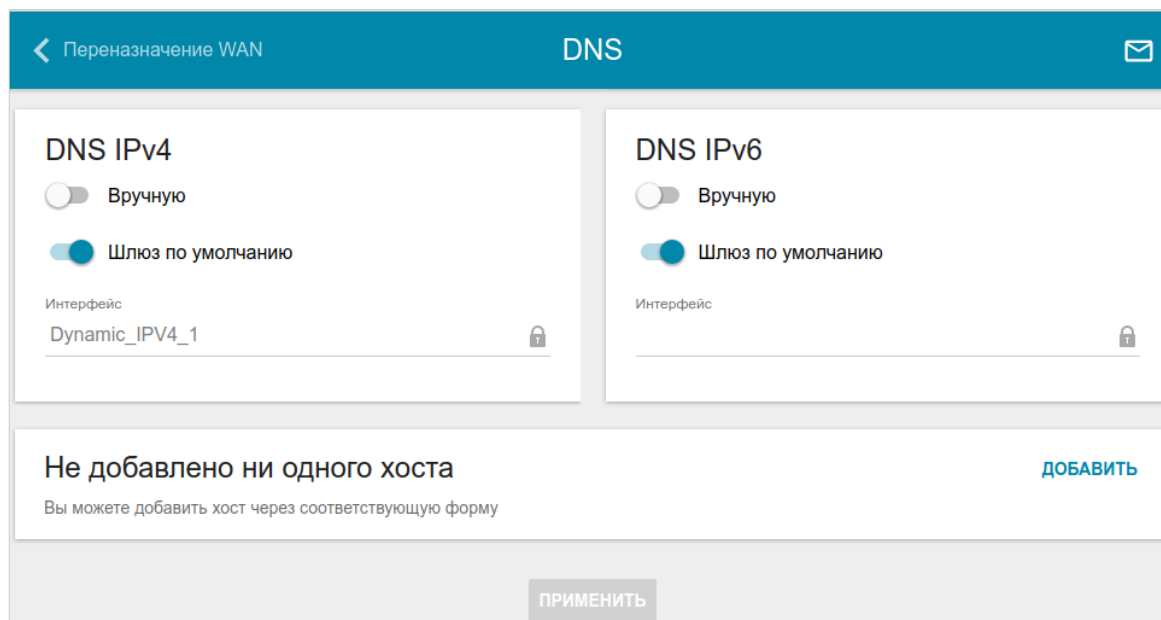 Переназначение WAN
DNS
DNS IPv4
Вручную
Шлюз по умолчанию
Интерфейс
Dynamic_IPV4_1
DNS IPv6
Вручную
Шлюз по умолчанию
Интерфейс
Не добавлено ни одного хоста
ДОБАВИТЬ
Вы можете добавить хост через соответствующую форму
ПРИМЕНИТЬ